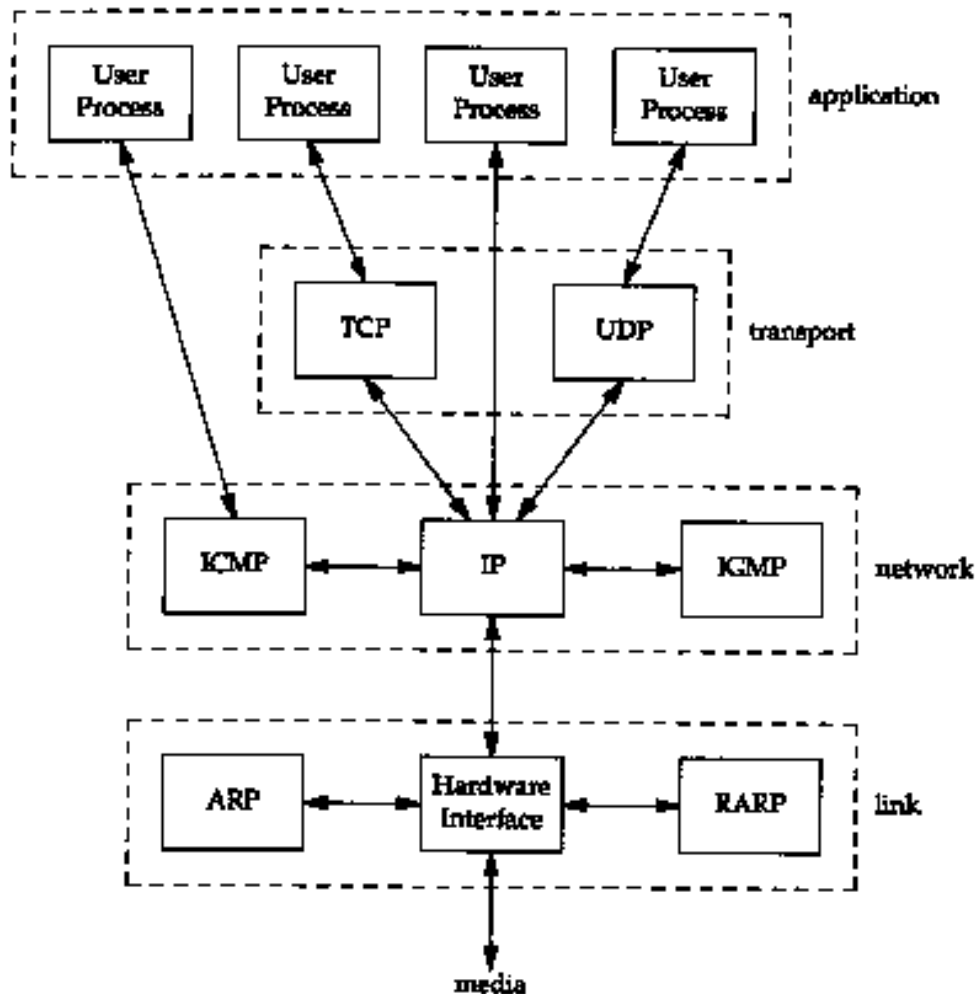 User
Process
User
Process
User
Process
User
Process
application
TCP
UDP
transport
ICMP
IP
IGMP
network
ARP
Hardware
Interface
RARP
link
media